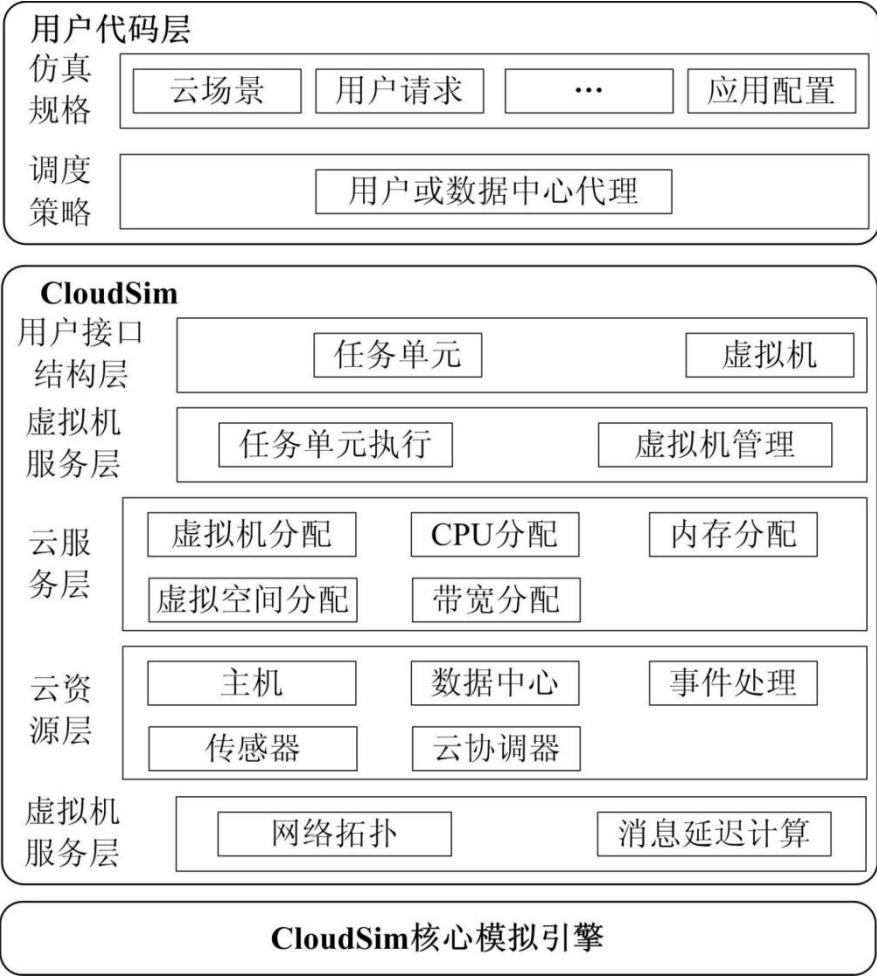 用户代码层
仿真
规格
云场景 用户请求 … 应用配置
调度
策略
用户或数据中心代理
CloudSim
用户接口
结构层
任务单元 虚拟机
虚拟机
服务层
任务单元执行 虚拟机管理
云服
务层
虚拟机分配 CPU分配 内存分配
虚拟空间分配 带宽分配
云资
源层
主机 数据中心 事件处理
传感器 云协调器
虚拟机
服务层
网络拓扑 消息延迟计算
CloudSim核心模拟引擎